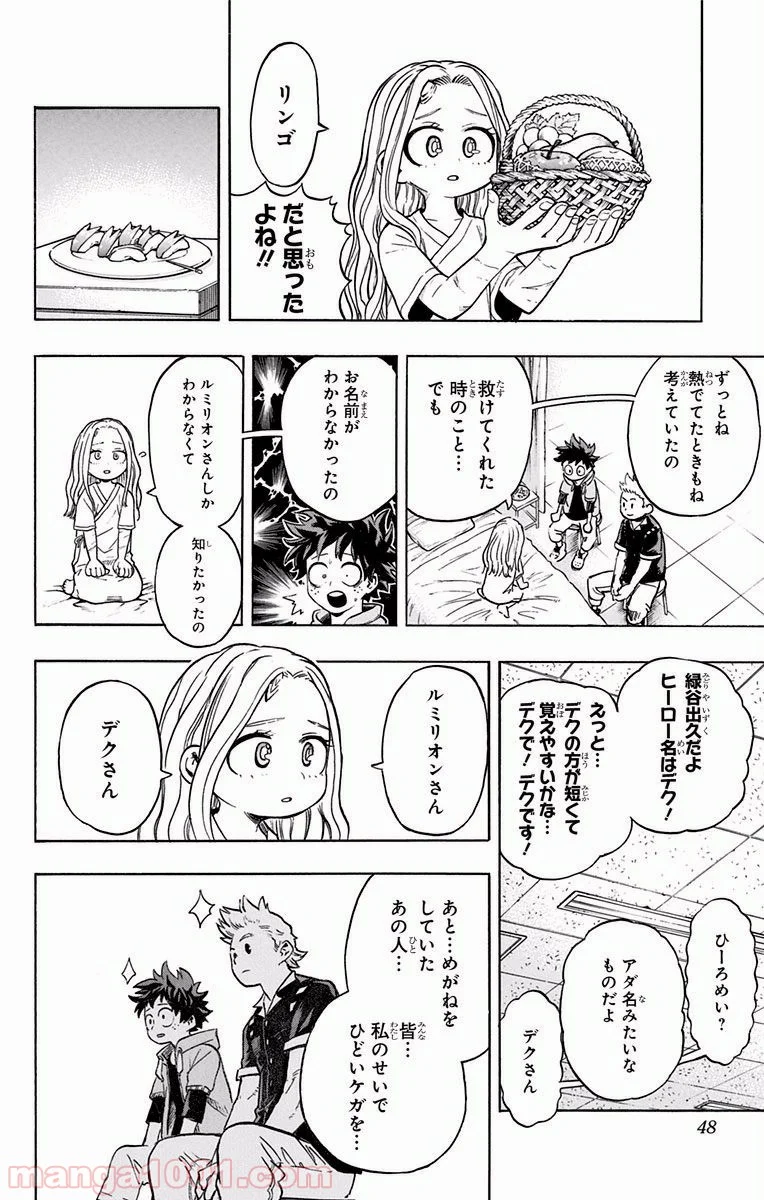 リンゴ
だと思った
よね!!
ずっとね
熱でてたときもね
考えていたの
救けてくれた
時のこと…
でも
お名前が
わからなかったの
ルミリオンさんしか
わからなくて
知りたかったの
緑谷出久だよ
ヒーロー名はデク!
えっと…
デクの方が短くて
覚えやすいかな…
デクで!デクです!
ひーろめい?
アダ名みたいな
ものだよ
デクさん
ルミリオンさん
デクさん
あと…めがねを
していた
あの人…
皆…
私のせいで
ひどいケガを…
48
manga1001.com